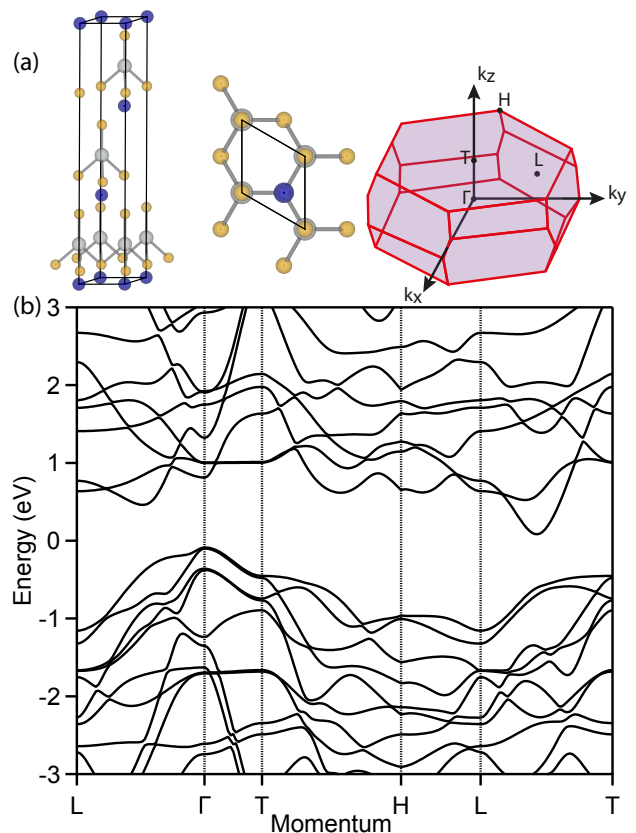 (a)
kz
H
T
L
Γ
ky
kx
(b)
3
2
1
0
-1
-2
-3
Energy (eV)
L
Γ
T
H
L
T
Momentum